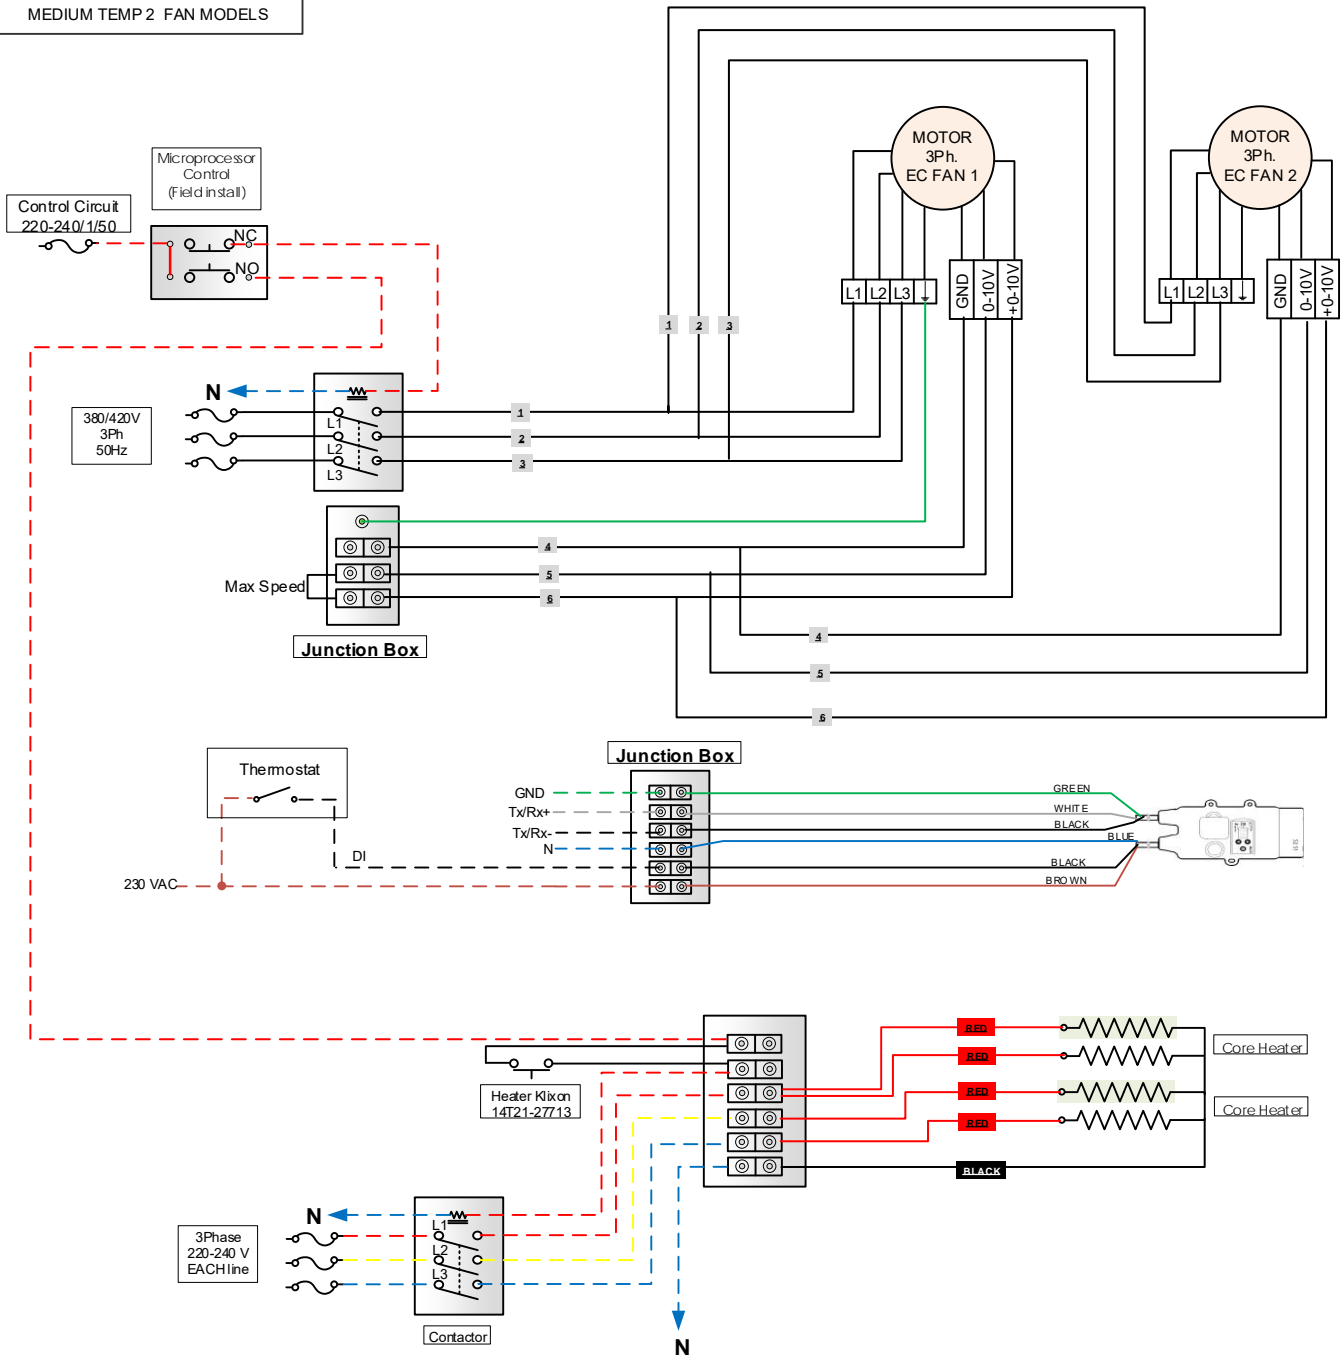 MEDIUM TEMP 2 FAN MODELS
Microprocessor
Control
(Field install)
Control Circuit
220-240/1/50
NC
NO
MOTOR
3Ph.
EC FAN 1
MOTOR
3Ph.
EC FAN 2
L1 L2 L3
GND
0-10V
+0-10V
L1 L2 L3
GND
0-10V
+0-10V
1 2 3
N
380/420V
3Ph
50Hz
L1
L2
L3
1
2
3
4
5
6
Max Speed
Junction Box
4
5
6
Junction Box
Thermostat
GND
Tx/Rx+
Tx/Rx-
N
DI
230 VAC
GREEN
WHITE
BLACK
BLUE
BLACK
BROWN
RED
RED
RED
RED
BLACK
Core Heater
Core Heater
Heater Klixon
14T21-27713
N
3Phase
220-240 V
EACH line
L1
L2
L3
Contactor
N